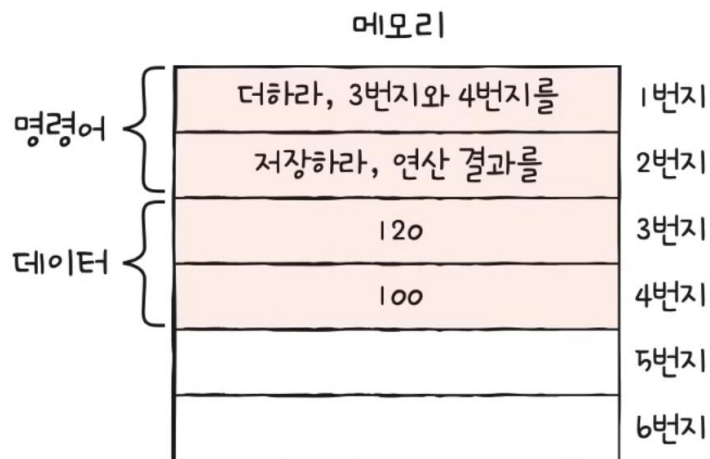 메모리
명령어
더하라, 3번지와 4번지를
1번지
저장하라, 연산 결과를
2번지
데이터
120
3번지
100
4번지
5번지
6번지